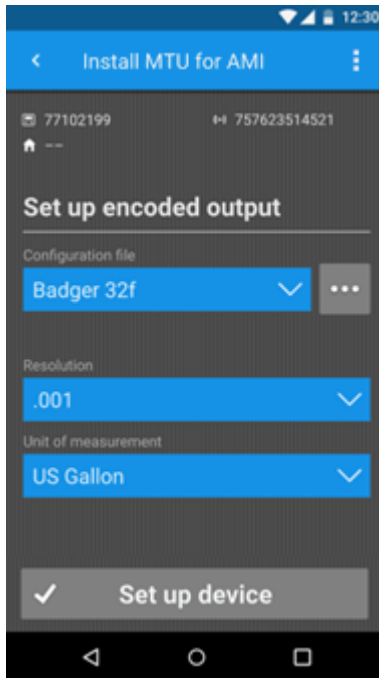 12:30
Install MTU for AMI
77102199
757623514521
--
Set up encoded output
Configuration file
Badger 32f
Resolution
.001
Unit of measurement
US Gallon
Set up device